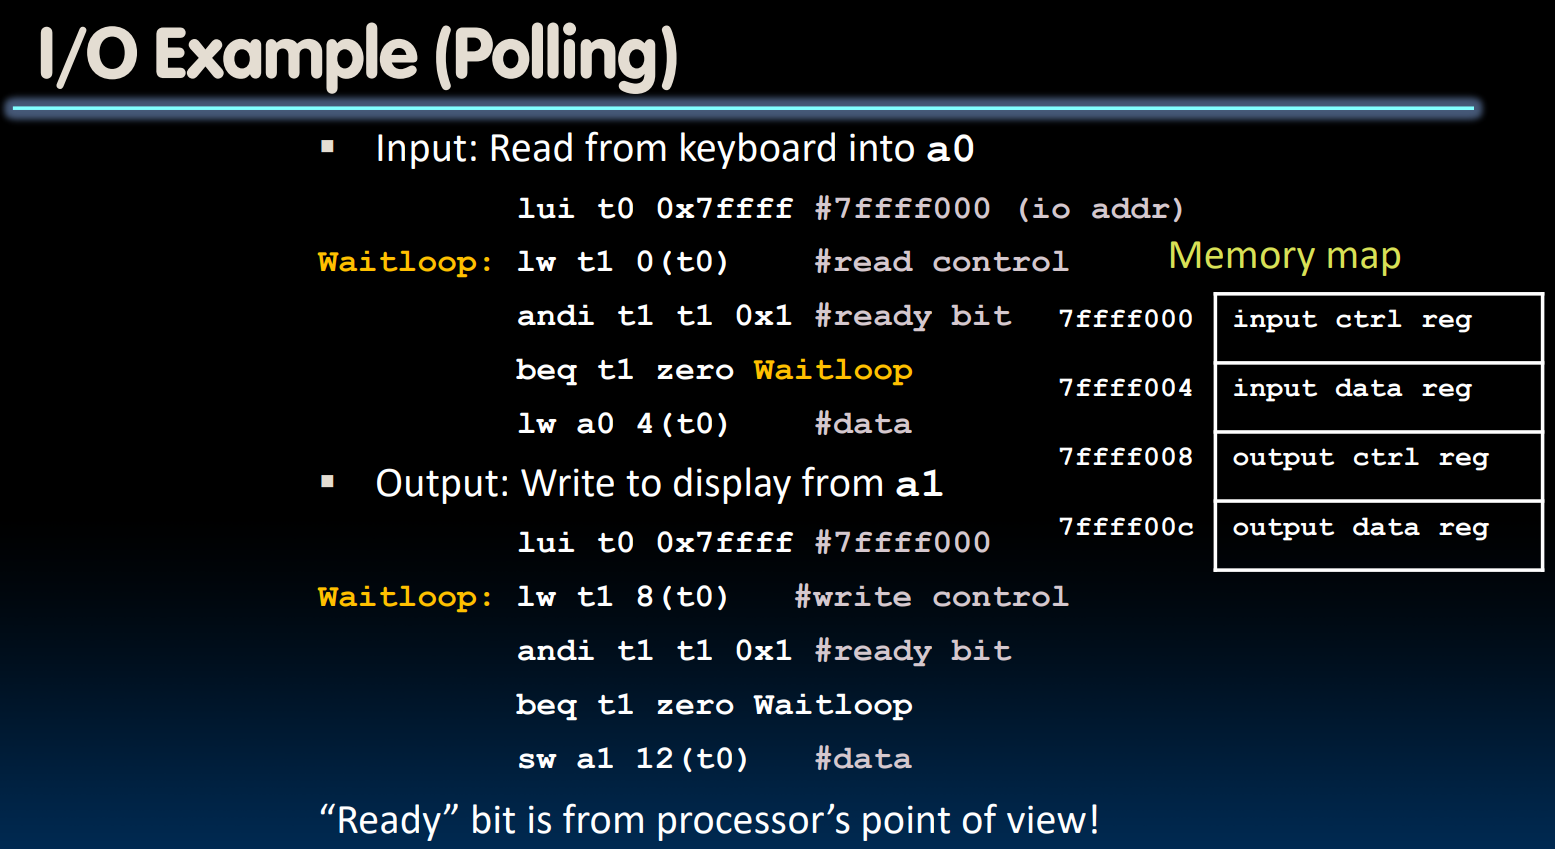 I/O Example (Polling)
▪ Input: Read from keyboard into a0
lui t0 0x7ffff #7ffff000 (io addr)
Waitloop: lw t1 0(t0) #read control
andi t1 t1 0x1 #ready bit
beq t1 zero Waitloop
lw a0 4(t0) #data
▪ Output: Write to display from a1
lui t0 0x7ffff #7ffff000
Waitloop: lw t1 8(t0) #write control
andi t1 t1 0x1 #ready bit
beq t1 zero Waitloop
sw a1 12(t0) #data
“Ready” bit is from processor’s point of view!
Memory map
7ffff000 input ctrl reg
7ffff004 input data reg
7ffff008 output ctrl reg
7ffff00c output data reg